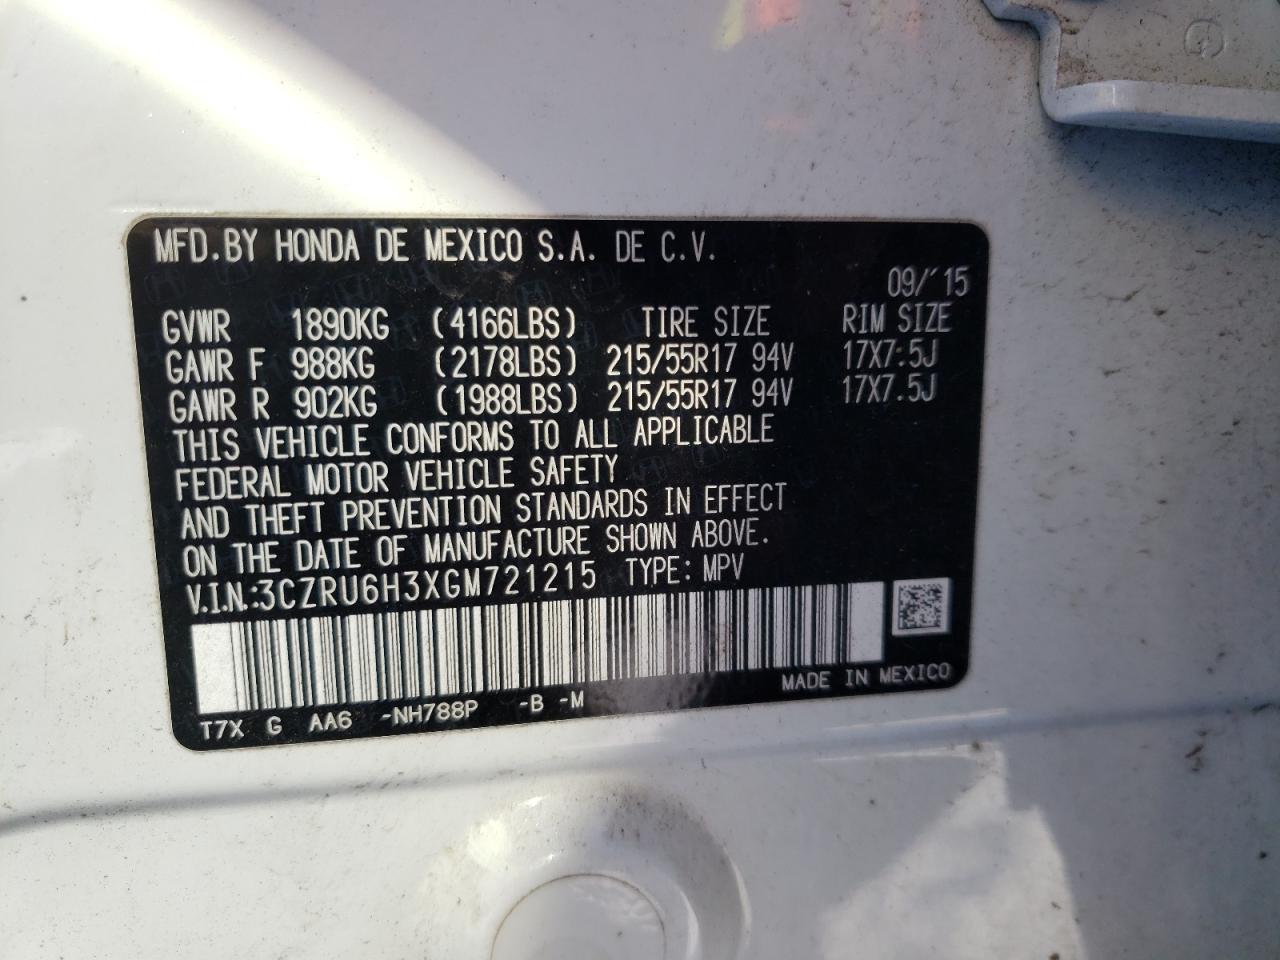 MFD.BY HONDA DE MEXICO S.A. DE C.V.
09/'15
GVWR 1890KG (4166LBS) TIRE SIZE RIM SIZE
GAWR F 988KG (2178LBS) 215/55R17 94V 17X7.5J
GAWR R 902KG (1988LBS) 215/55R17 94V 17X7.5J
THIS VEHICLE CONFORMS TO ALL APPLICABLE
FEDERAL MOTOR VEHICLE SAFETY
AND THEFT PREVENTION STANDARDS IN EFFECT
ON THE DATE OF MANUFACTURE SHOWN ABOVE.
V.I.N.:3CZRU6H3XGM721215 TYPE: MPV
MADE IN MEXICO
T7X G AA6 -NH788P -B -M